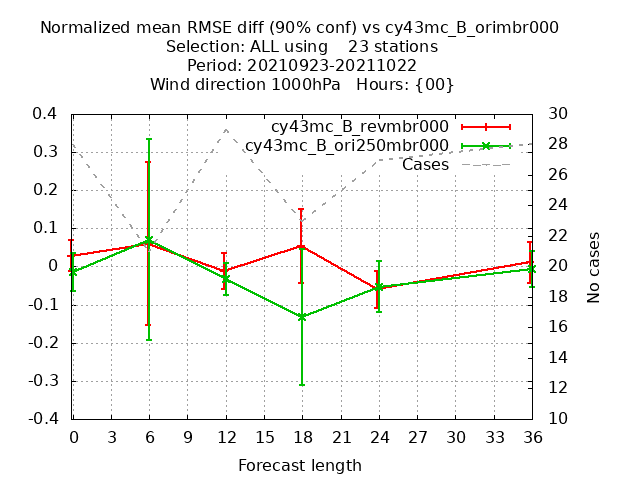 Normalized mean RMSE diff (90% conf) vs cy43mc_B_orimbr000
Selection: ALL using    23 stations
Period: 20210923-20211022
Wind direction 1000hPa   Hours: {00}
cy43mc_B_revmbr000
cy43mc_B_ori250mbr000
Cases
0.4
0.3
0.2
0.1
0
-0.1
-0.2
-0.3
-0.4
30
28
26
24
22
20
18
16
14
12
10
No cases
0 3 6 9 12 15 18 21 24 27 30 33 36
Forecast length